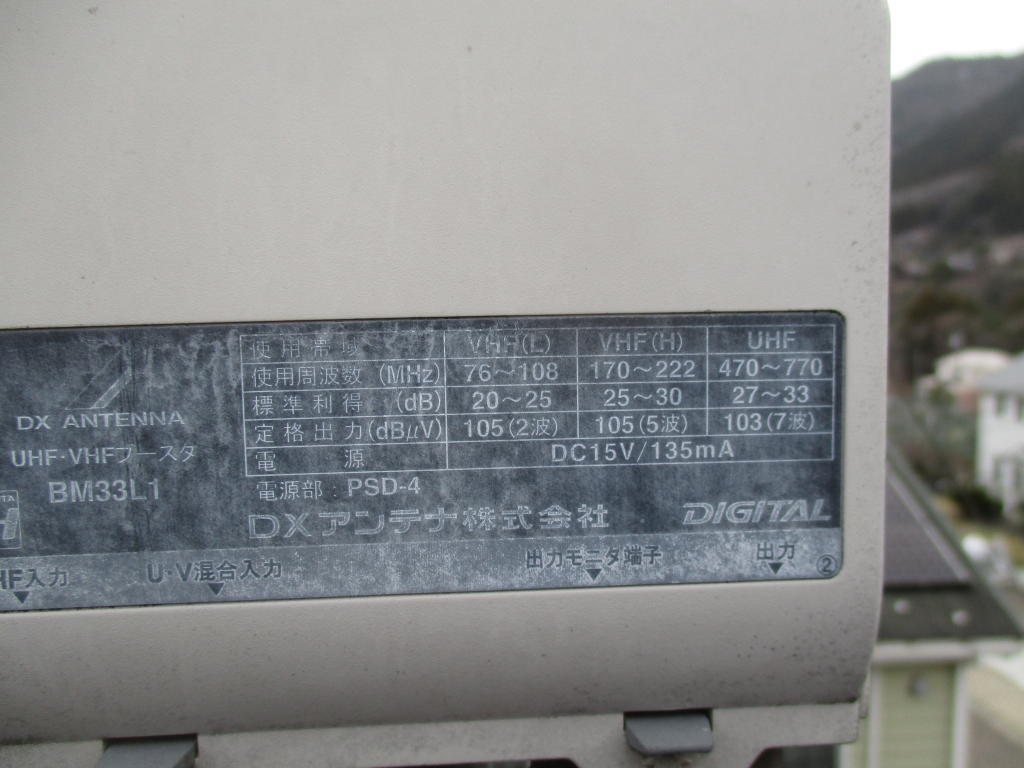 使用帯域 VHF(L) VHF(H) UHF
使用周波数 (MHz) 76～108 170～222 470～770
標準利得 (dB) 20～25 25～30 27～33
定格出力(dBμV) 105(2波) 105(5波) 103(7波)
電源 DC15V/135mA
電源部：PSD-4
DXアンテナ株式会社 DIGITAL
DX ANTENNA
UHF・VHFブースタ
BM33L1
HF入力 U・V混合入力 出力モニタ端子 出力 ②